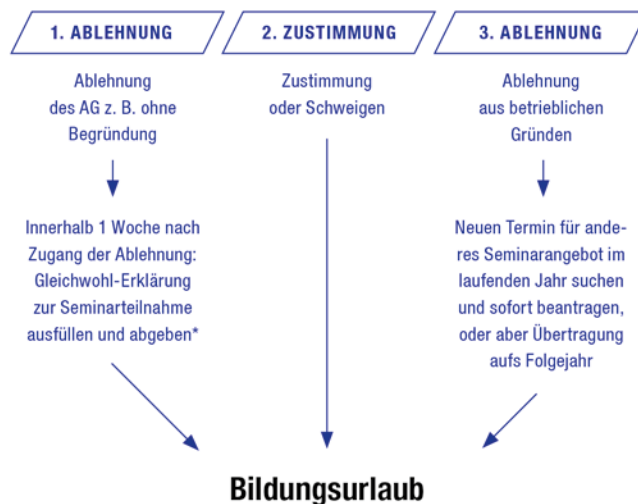 1. ABLEHNUNG
Ablehnung
des AG z. B. ohne
Begründung
Innerhalb 1 Woche nach
Zugang der Ablehnung:
Gleichwohl-Erklärung
zur Seminarteilnahme
ausfüllen und abgeben*
2. ZUSTIMMUNG
Zustimmung
oder Schweigen
3. ABLEHNUNG
Ablehnung
aus betrieblichen
Gründen
Neuen Termin für ande-
res Seminarangebot im
laufenden Jahr suchen
und sofort beantragen,
oder aber Übertragung
aufs Folgejahr
Bildungsurlaub